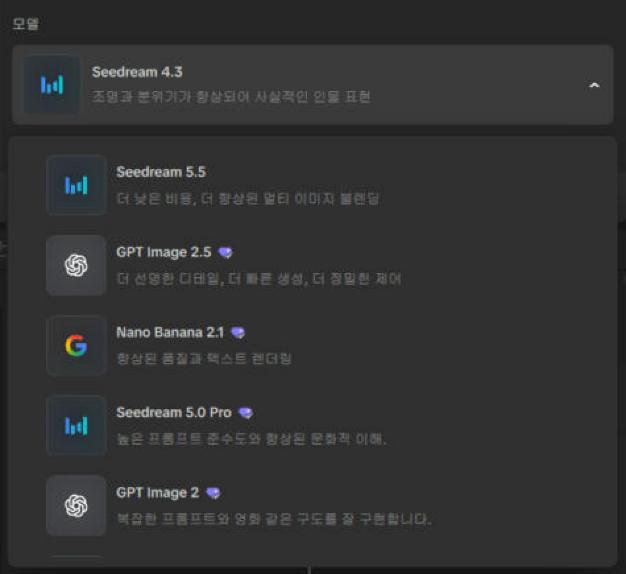 모델
Seedream 4.3
조명과 분위기가 향상되어 사실적인 인물 표현
Seedream 5.5
더 낮은 비용, 더 향상된 멀티 이미지 블렌딩
GPT Image 2.5
더 선명한 디테일, 더 빠른 생성, 더 정밀한 제어
Nano Banana 2.1
향상된 품질과 텍스트 렌더링
Seedream 5.0 Pro
높은 프롬프트 준수도와 향상된 문화적 이해.
GPT Image 2
복잡한 프롬프트와 영화 같은 구도를 잘 구현합니다.